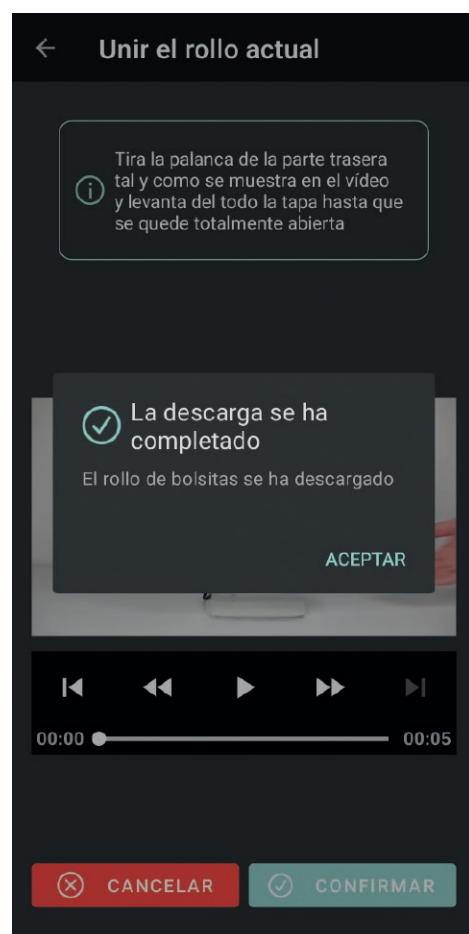 Unir el rollo actual
Tira la palanca de la parte trasera
tal y como se muestra en el vídeo
y levanta del todo la tapa hasta que
se quede totalmente abierta
La descarga se ha
completado
El rollo de bolsitas se ha descargado
ACEPTAR
00:00 00:05
CANCELAR CONFIRMAR